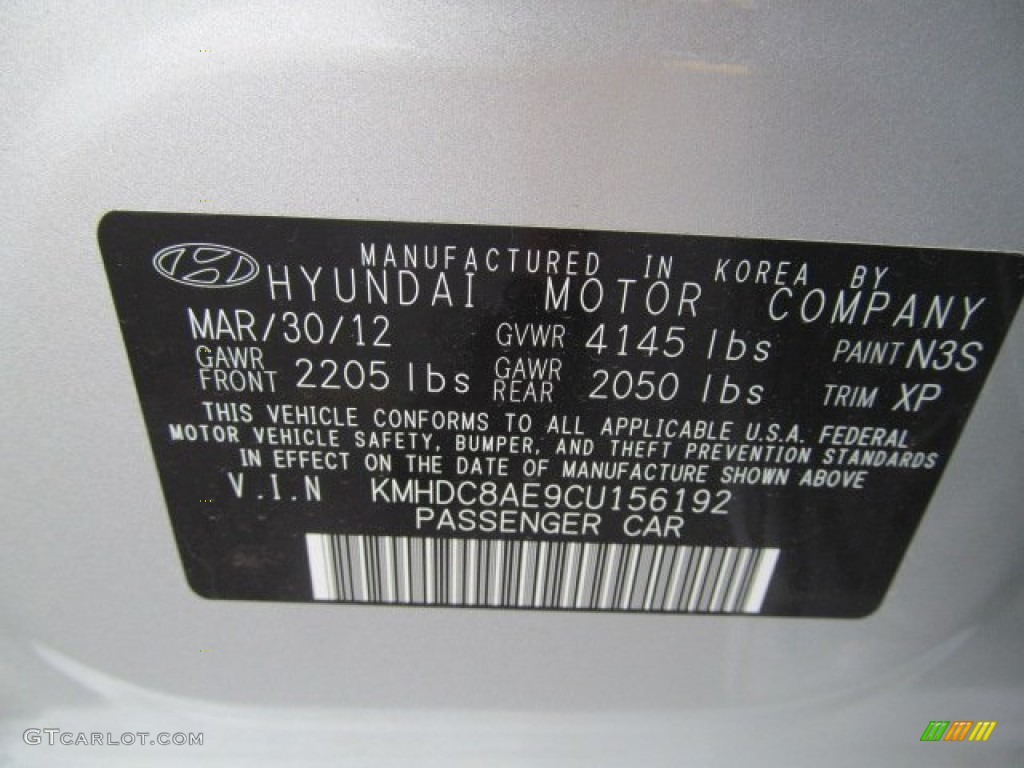 MANUFACTURED IN KOREA BY
HYUNDAI MOTOR COMPANY
MAR/30/12 GVWR 4145 lbs PAINT N3S
GAWR FRONT 2205 lbs GAWR REAR 2050 lbs TRIM XP
THIS VEHICLE CONFORMS TO ALL APPLICABLE U.S.A. FEDERAL
MOTOR VEHICLE SAFETY, BUMPER, AND THEFT PREVENTION STANDARDS
IN EFFECT ON THE DATE OF MANUFACTURE SHOWN ABOVE
V.I.N KMHDC8AE9CU156192
PASSENGER CAR
GTCARLOT.COM